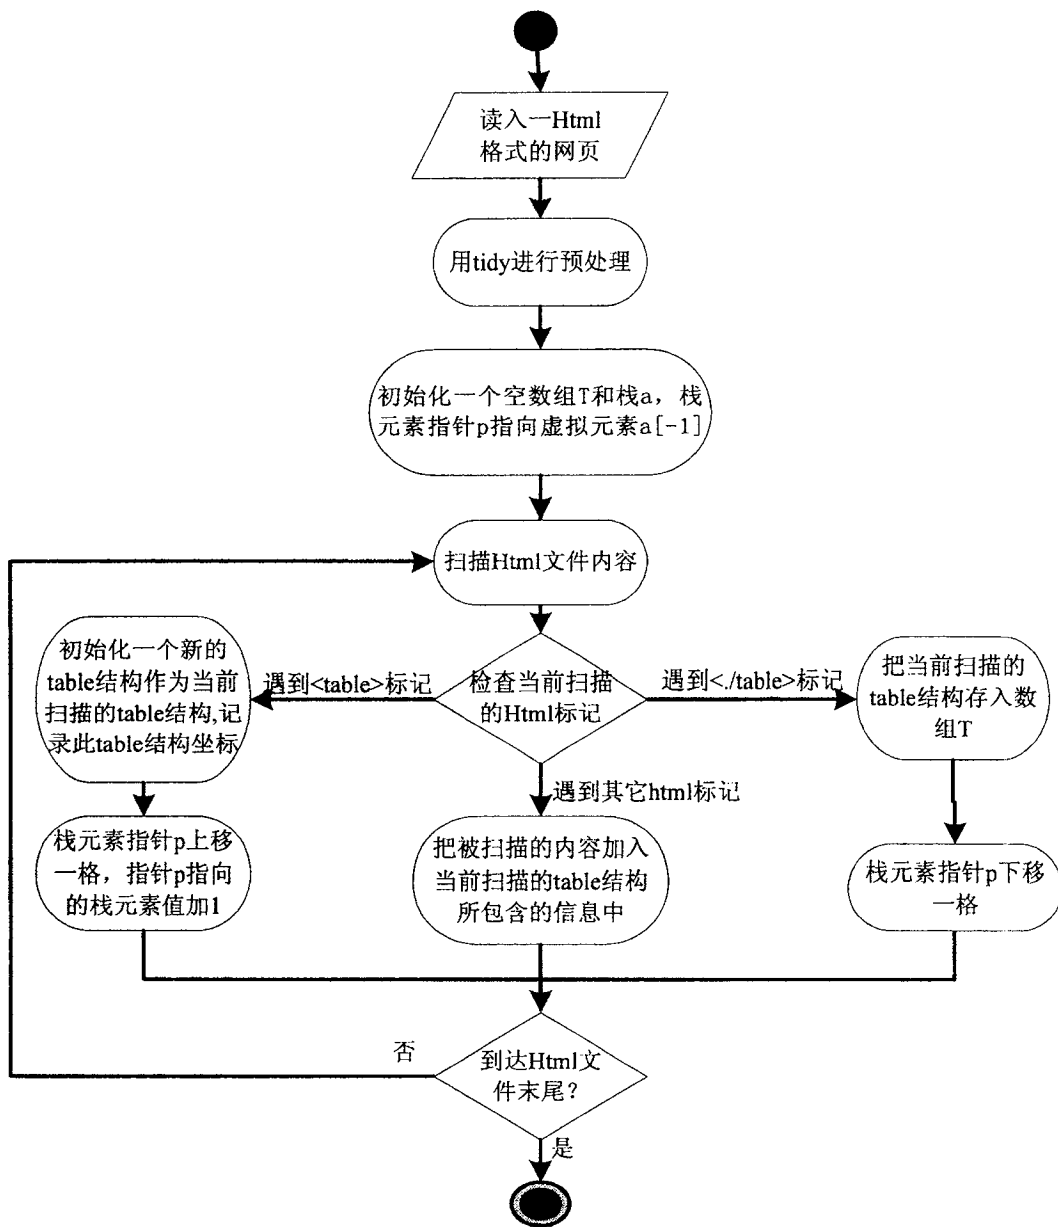 读入一Html
格式的网页
用tidy进行预处理
初始化一个空数组T和栈a，栈
元素指针p指向虚拟元素a[-1]
扫描Html文件内容
初始化一个新的
table结构作为当前
扫描的table结构,记
录此table结构坐标
遇到<table>标记
检查当前扫描
的Html标记
遇到<./table>标记
把当前扫描的
table结构存入数
组T
遇到其它html标记
栈元素指针p上移
一格，指针p指向
的栈元素值加1
把被扫描的内容加入
当前扫描的table结构
所包含的信息中
栈元素指针p下移
一格
否
到达Html文
件末尾？
是